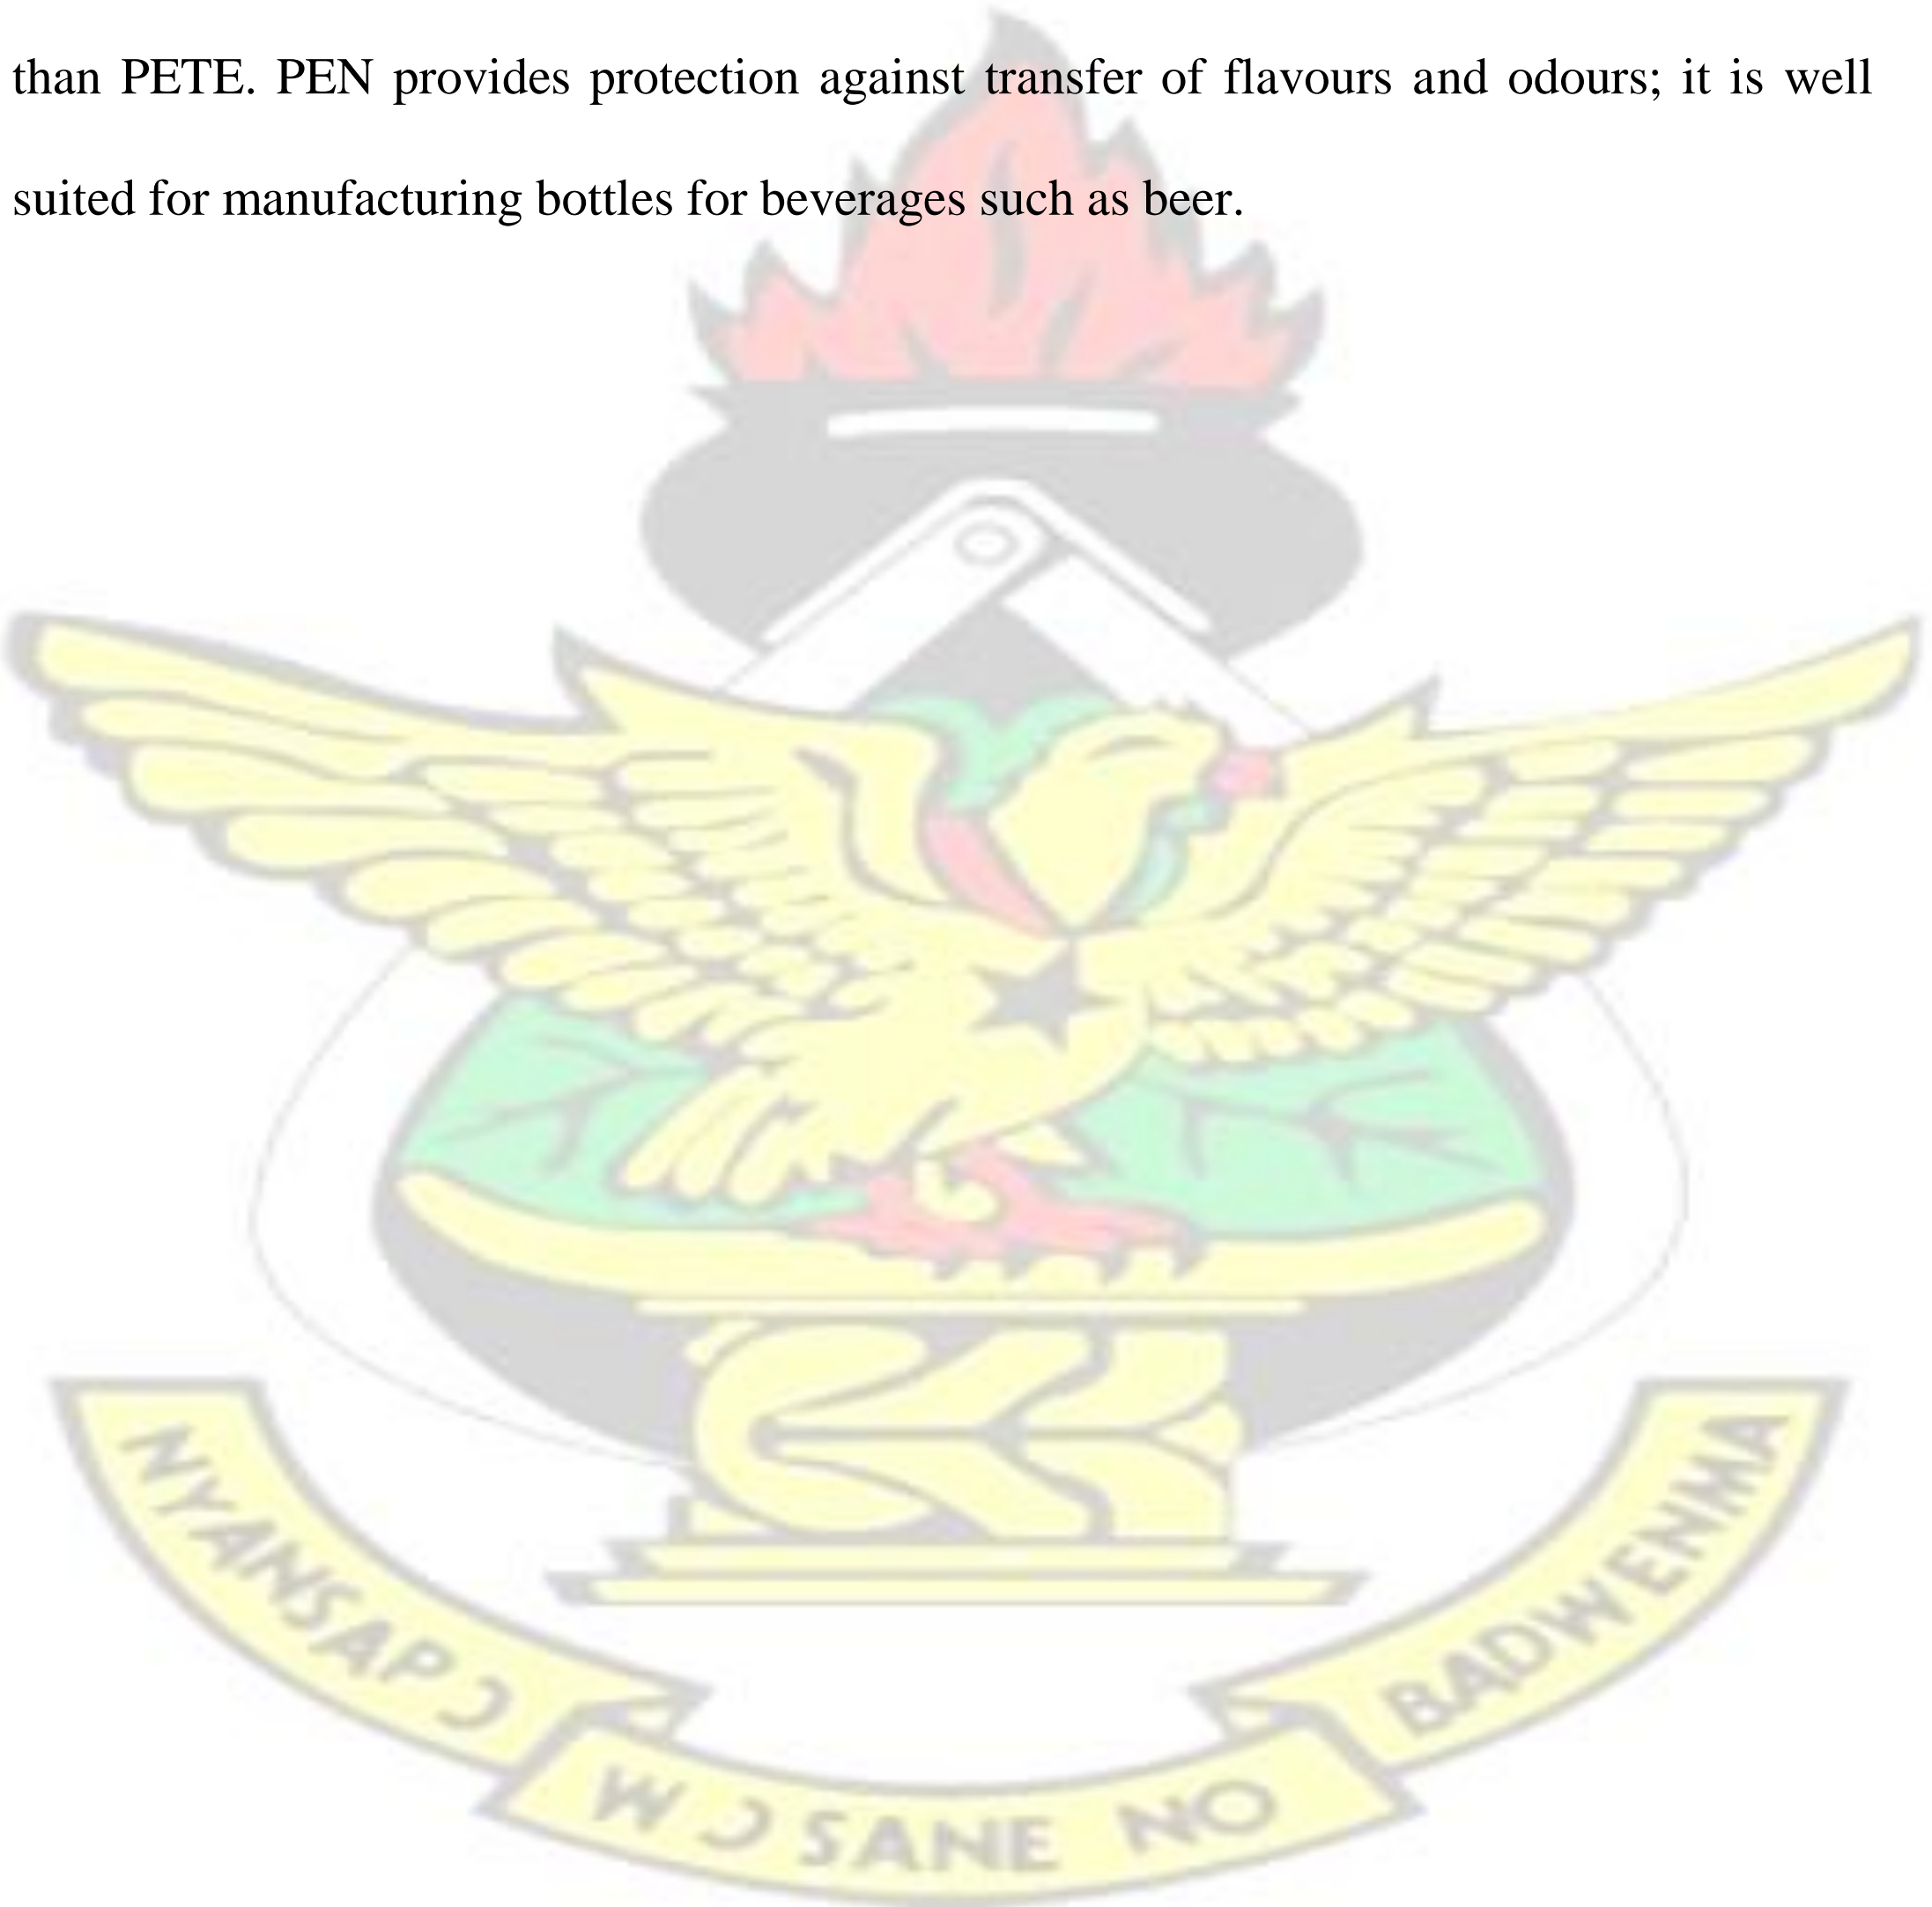 than PETE. PEN provides protection against transfer of flavours and odours; it is well
suited for manufacturing bottles for beverages such as beer.
NYANSAPƆ
WƆSANE NO
BADWENMA